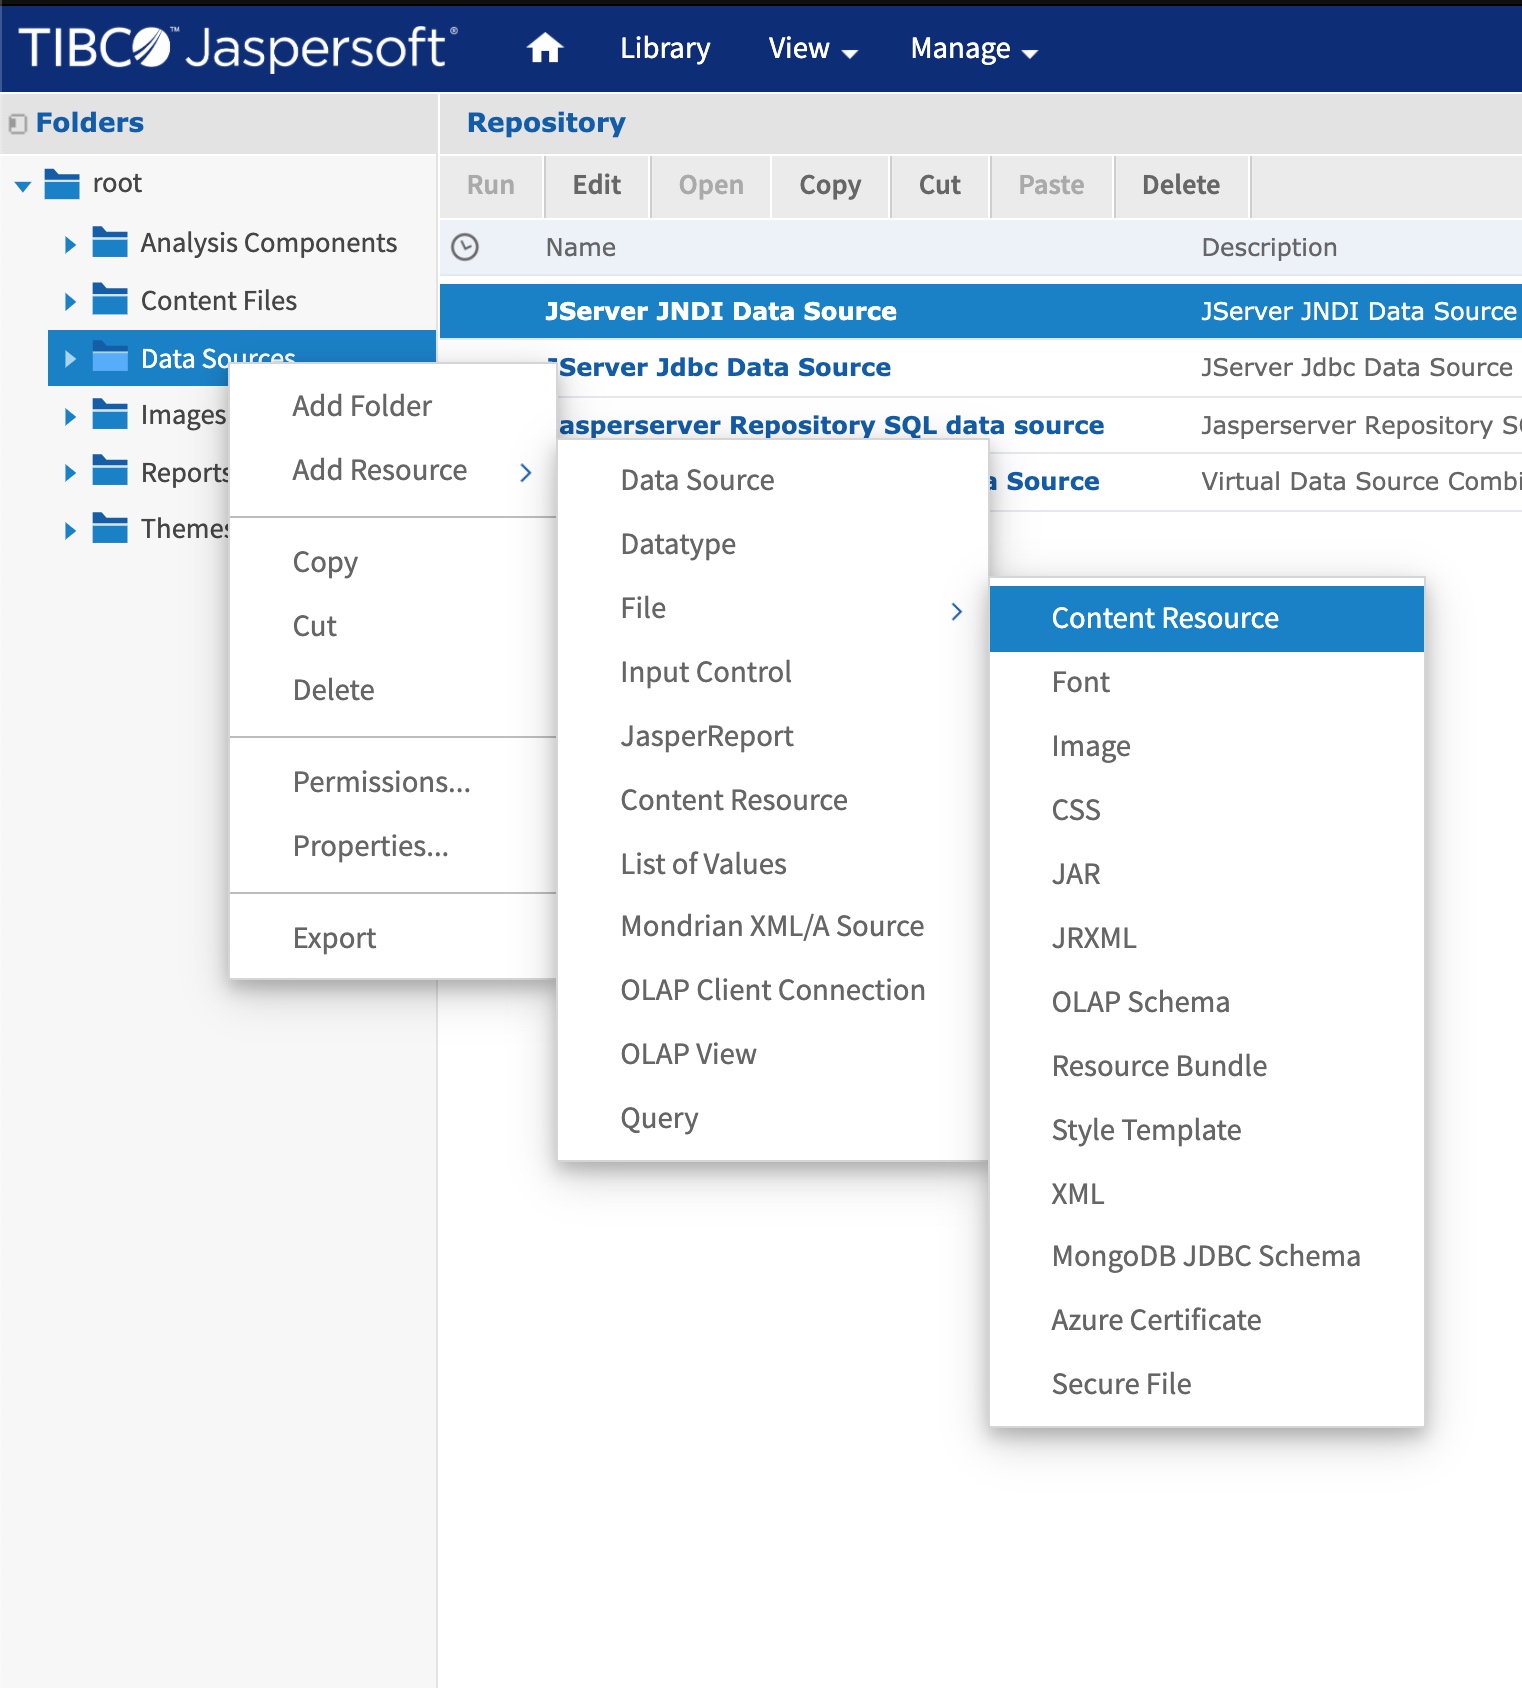 TIBCO™ Jaspersoft®
Library
View
Manage
Folders
root
Analysis Components
Content Files
Data Sources
Images
Reports
Themes
Repository
Run
Edit
Open
Copy
Cut
Paste
Delete
Name
Description
JServer JNDI Data Source
JServer JNDI Data Source
JServer Jdbc Data Source
JServer Jdbc Data Source
Jasperserver Repository SQL data source
Jasperserver Repository
Source
Virtual Data Source
Add Folder
Add Resource
Copy
Cut
Delete
Permissions...
Properties...
Export
Data Source
Datatype
File
Input Control
JasperReport
Content Resource
List of Values
Mondrian XML/A Source
OLAP Client Connection
OLAP View
Query
Content Resource
Font
Image
CSS
JAR
JRXML
OLAP Schema
Resource Bundle
Style Template
XML
MongoDB JDBC Schema
Azure Certificate
Secure File